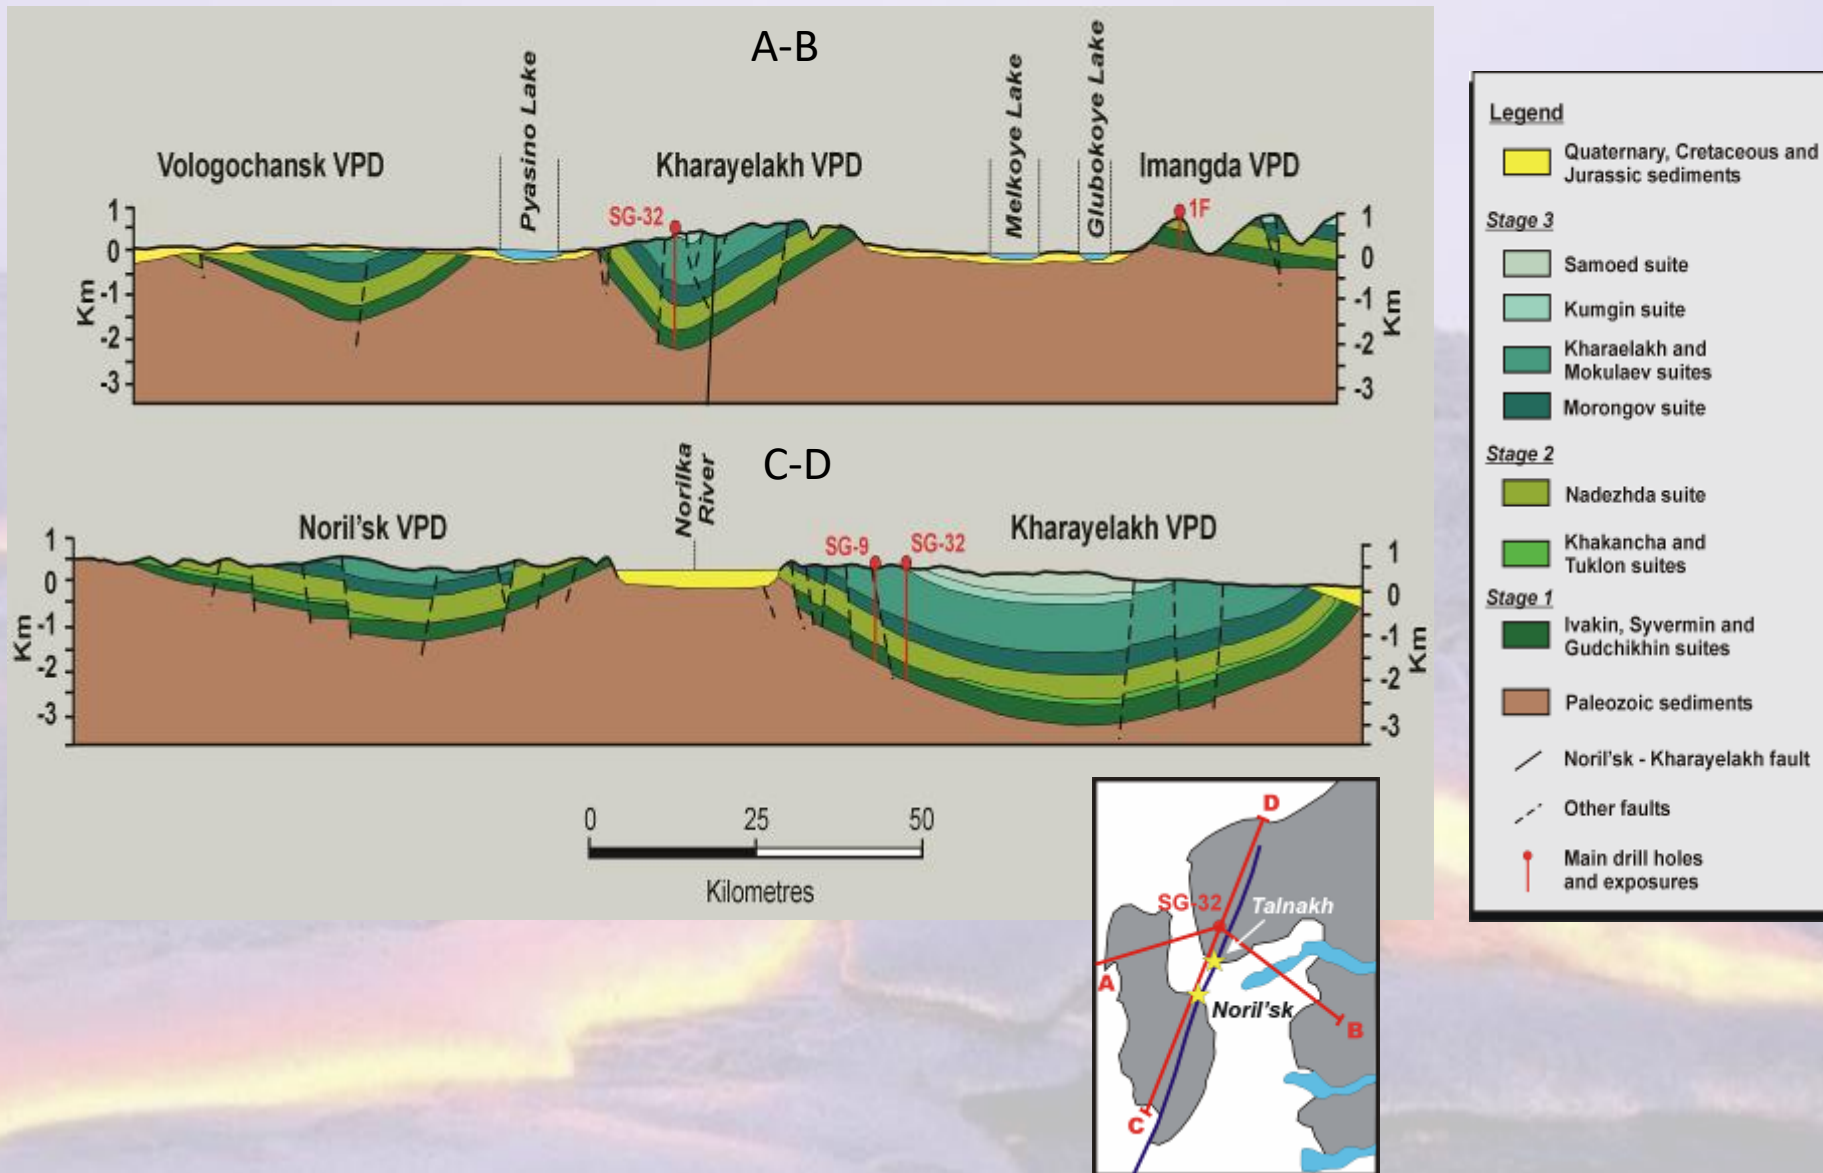 A-B
Pyasino Lake
Melkoye Lake
Glubokoye Lake
Vologochansk VPD
Kharayelakh VPD
Imangda VPD
SG-32
1F
1
0
-1
-2
-3
Km
1
0
-1
-2
-3
Km
C-D
Norilka
River
Noril'sk VPD
Kharayelakh VPD
SG-9
SG-32
1
0
-1
-2
-3
Km
1
0
-1
-2
-3
Km
0 25 50
Kilometres
D
SG-32
Talnakh
A
Noril'sk
B
C
Legend
Quaternary, Cretaceous and
Jurassic sediments
Stage 3
Samoed suite
Kumgin suite
Kharaelakh and
Mokulaev suites
Morongov suite
Stage 2
Nadezhda suite
Khakancha and
Tuklon suites
Stage 1
Ivakin, Syvermin and
Gudchikhin suites
Paleozoic sediments
Noril'sk - Kharayelakh fault
Other faults
Main drill holes
and exposures